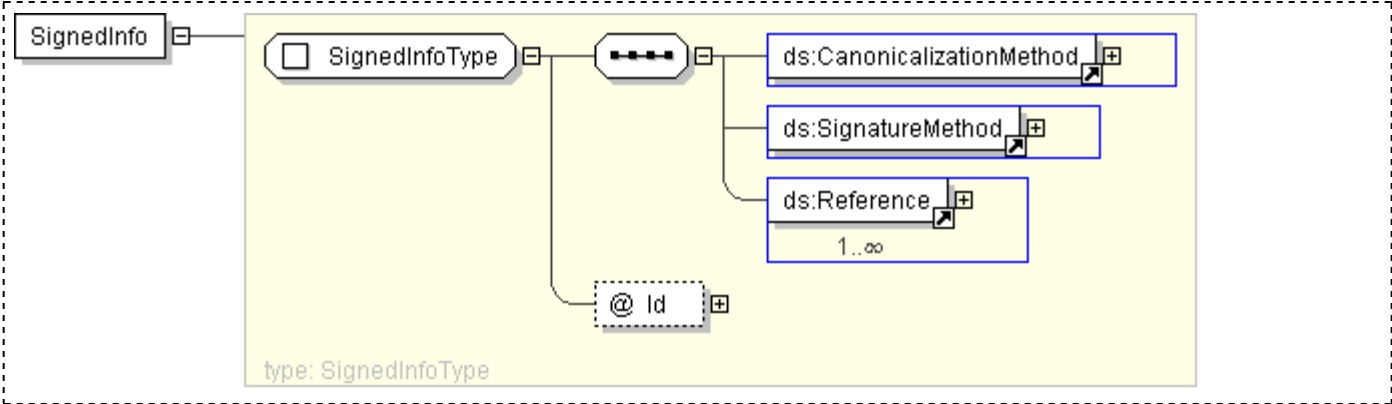 SignedInfo
SignedInfoType
ds:CanonicalizationMethod
ds:SignatureMethod
ds:Reference
1..∞
@ Id
type: SignedInfoType